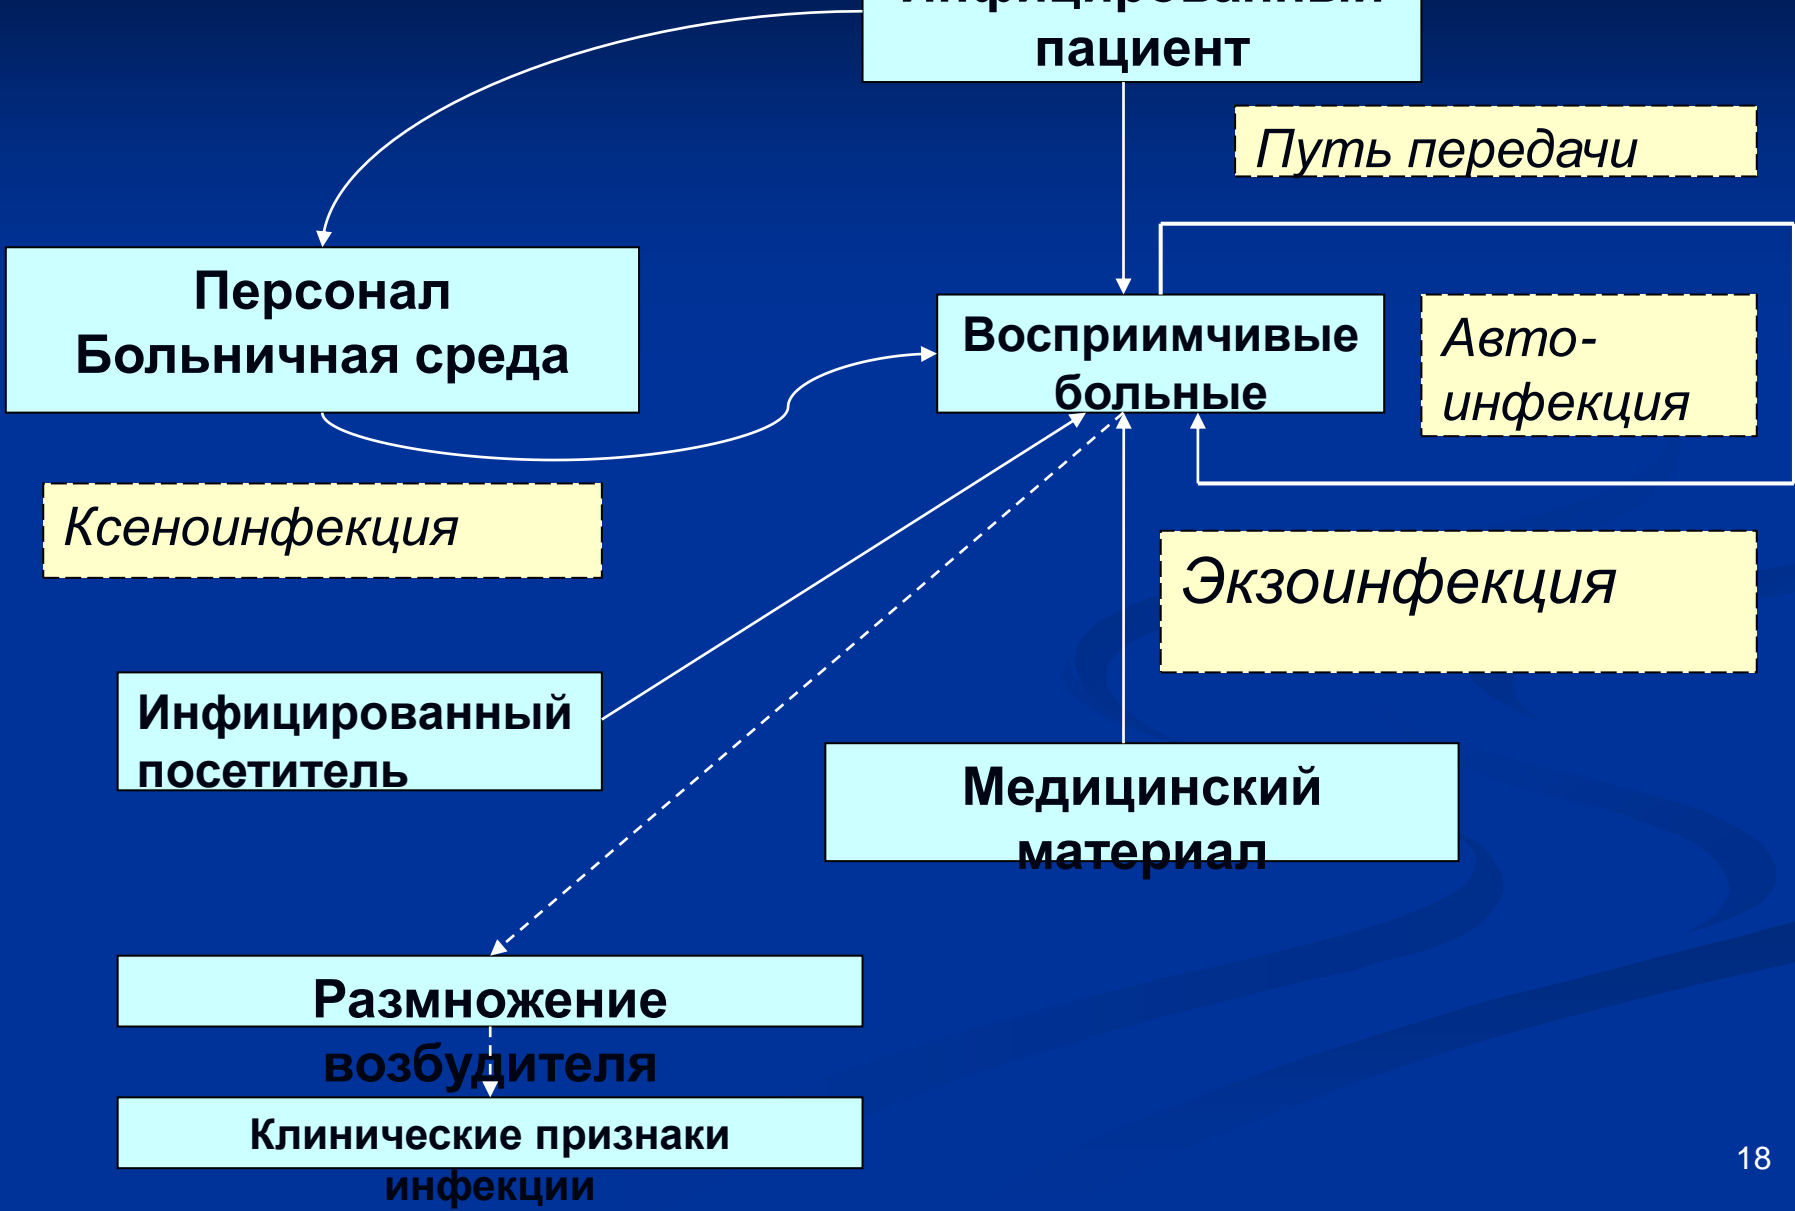 Инфицированный
пациент
Путь передачи
Персонал
Больничная среда
Восприимчивые
больные
Авто-
инфекция
Ксеноинфекция
Экзоинфекция
Инфицированный
посетитель
Медицинский
материал
Размножение
возбудителя
Клинические признаки
инфекции
18